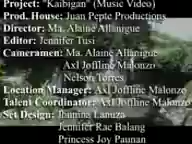 Project: "Kaibigan" (Music Video)
Prod. House: Juan Pepte Productions
Director: Ma. Alaine Allanigue
Editor: Jennifer Tusi
Cameramen: Ma. Alaine Allanigue
Axl Joffline Malonzo
Nelson Torres
Location Manager: Axl Joffline Malonzo
Talent Coordinator: Axl Joffline Malonzo
Set Design: Lanuza
Jennifer Rae Balang
Princess Joy Paunan